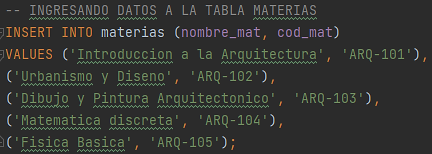 -- INGRESANDO DATOS A LA TABLA MATERIAS
INSERT INTO materias (nombre_mat, cod_mat)
VALUES ('Introduccion a la Arquitectura', 'ARQ-101'),
('Urbanismo y Diseno', 'ARQ-102'),
('Dibujo y Pintura Arquitectonico', 'ARQ-103'),
('Matematica discreta', 'ARQ-104'),
('Fisica Basica', 'ARQ-105');